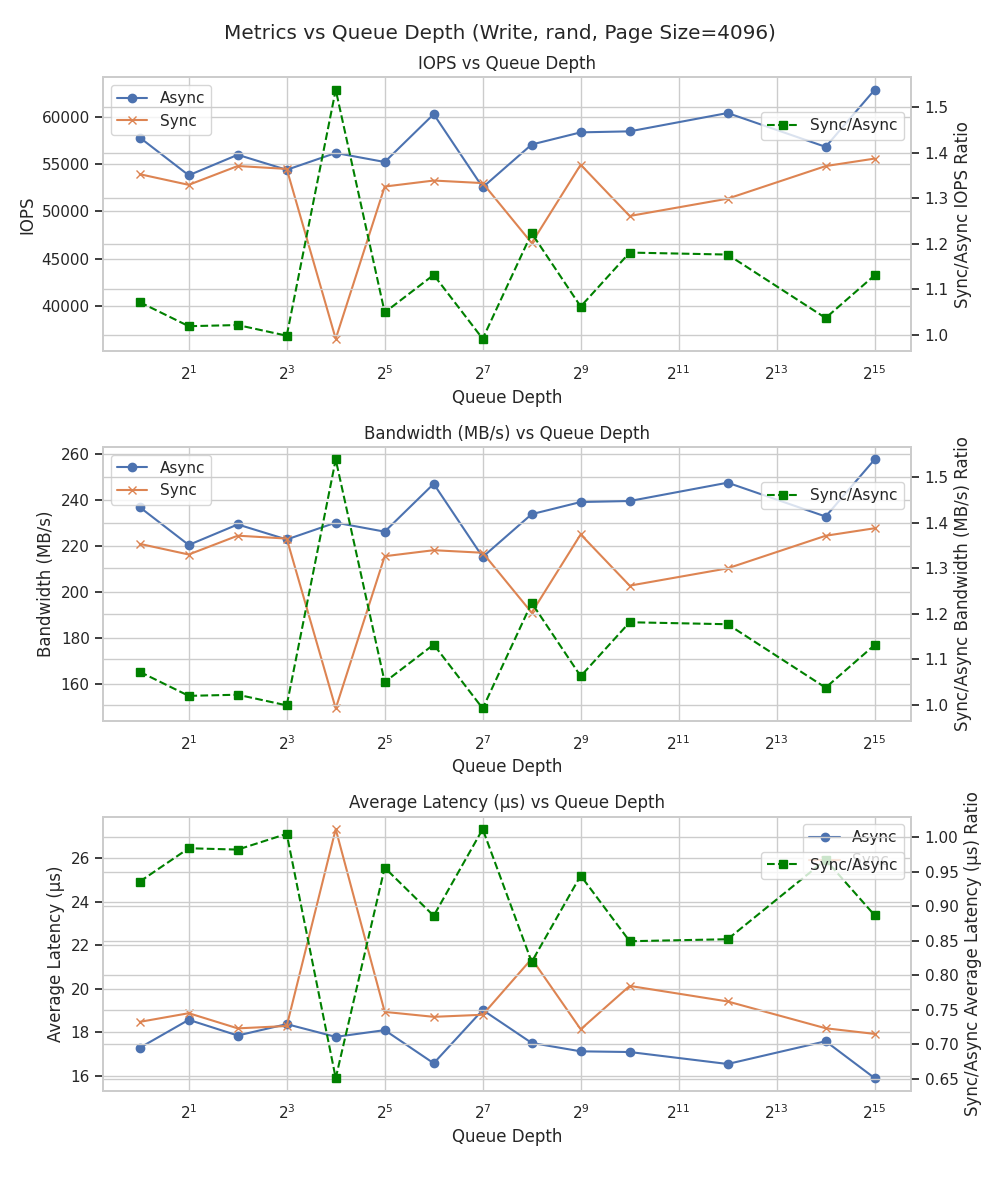 Metrics vs Queue Depth (Write, rand, Page Size=4096)
IOPS vs Queue Depth
Async
Sync
Sync/Async
60000
55000
50000
45000
40000
IOPS
1.5
1.4
1.3
1.2
1.1
1.0
Sync/Async IOPS Ratio
2^1 2^3 2^5 2^7 2^9 2^11 2^13 2^15
Queue Depth
Bandwidth (MB/s) vs Queue Depth
Async
Sync
Sync/Async
260
240
220
200
180
160
Bandwidth (MB/s)
1.5
1.4
1.3
1.2
1.1
1.0
Sync/Async Bandwidth (MB/s) Ratio
2^1 2^3 2^5 2^7 2^9 2^11 2^13 2^15
Queue Depth
Average Latency (µs) vs Queue Depth
Async
Sync
Sync/Async
26
24
22
20
18
16
Average Latency (µs)
1.00
0.95
0.90
0.85
0.80
0.75
0.70
0.65
Sync/Async Average Latency (µs) Ratio
2^1 2^3 2^5 2^7 2^9 2^11 2^13 2^15
Queue Depth